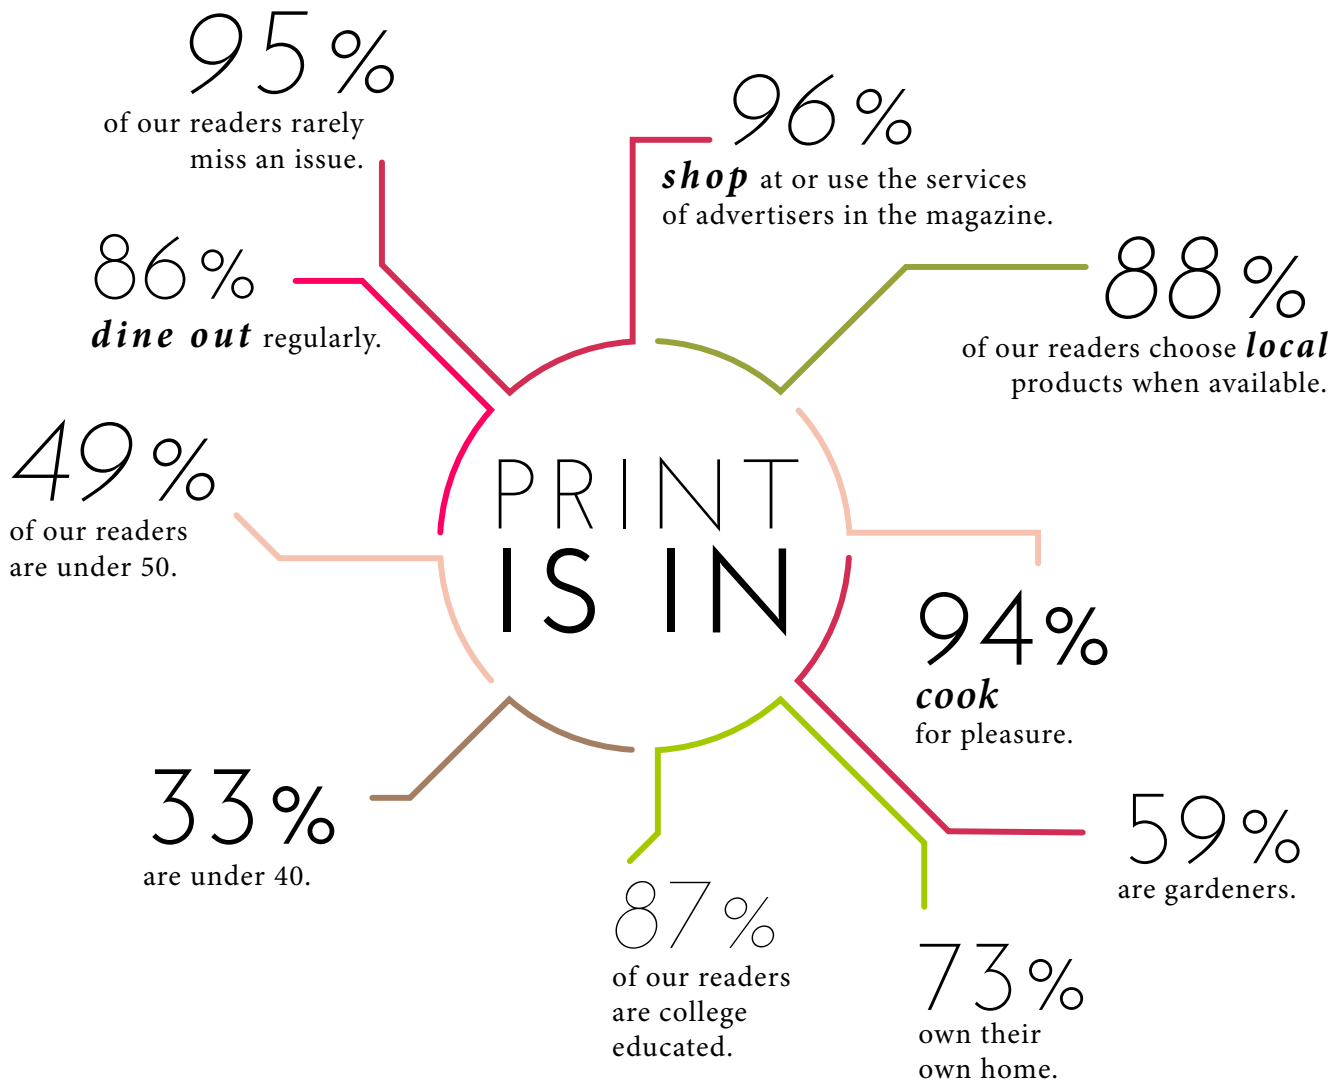 95%
of our readers rarely
miss an issue.
96%
shop at or use the services
of advertisers in the magazine.
86%
dine out regularly.
88%
of our readers choose local
products when available.
49%
of our readers
are under 50.
PRINT
IS IN
94%
cook
for pleasure.
33%
are under 40.
59%
are gardeners.
87%
of our readers
are college
educated.
73%
own their
own home.